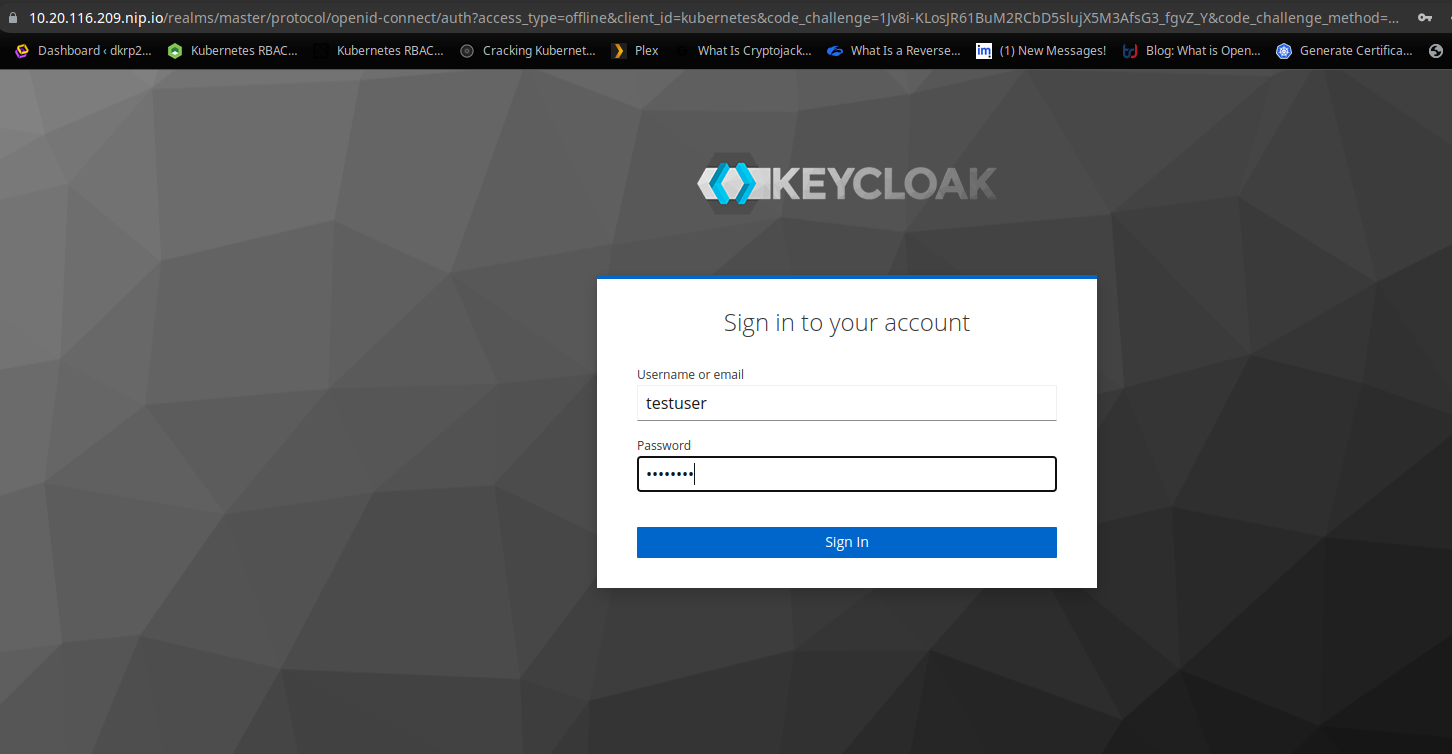 10.20.116.209.nip.io/realms/master/protocol/openid-connect/auth?access_type=offline&client_id=kubernetes&code_challenge=1Jv8i-KLosJR61BuM2RCbD5slujX5M3AfsG3_fgvZ_Y&code_challenge_method=...
Dashboard ‹ dkrp2... Kubernetes RBAC... Kubernetes RBAC... Cracking Kubernet... Plex What Is Cryptojack... What Is a Reverse... im (1) New Messages! Blog: What is Open... Generate Certifica...
KEYCLOAK
Sign in to your account
Username or email
testuser
Password
••••••••
Sign In